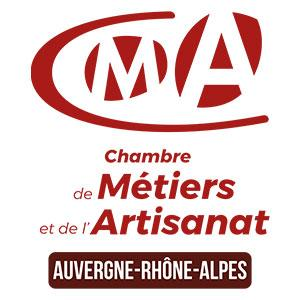 CMA
Chambre
de Métiers
et de l'Artisanat
AUVERGNE-RHÔNE-ALPES